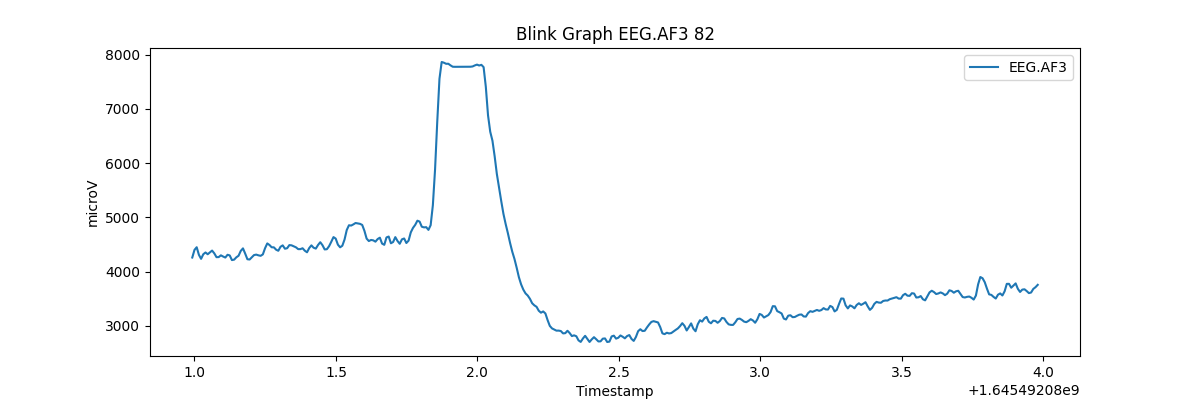 Blink Graph EEG.AF3 82
EEG.AF3
8000
7000
6000
5000
4000
3000
microV
1.0 1.5 2.0 2.5 3.0 3.5 4.0
Timestamp
+1.64549208e9